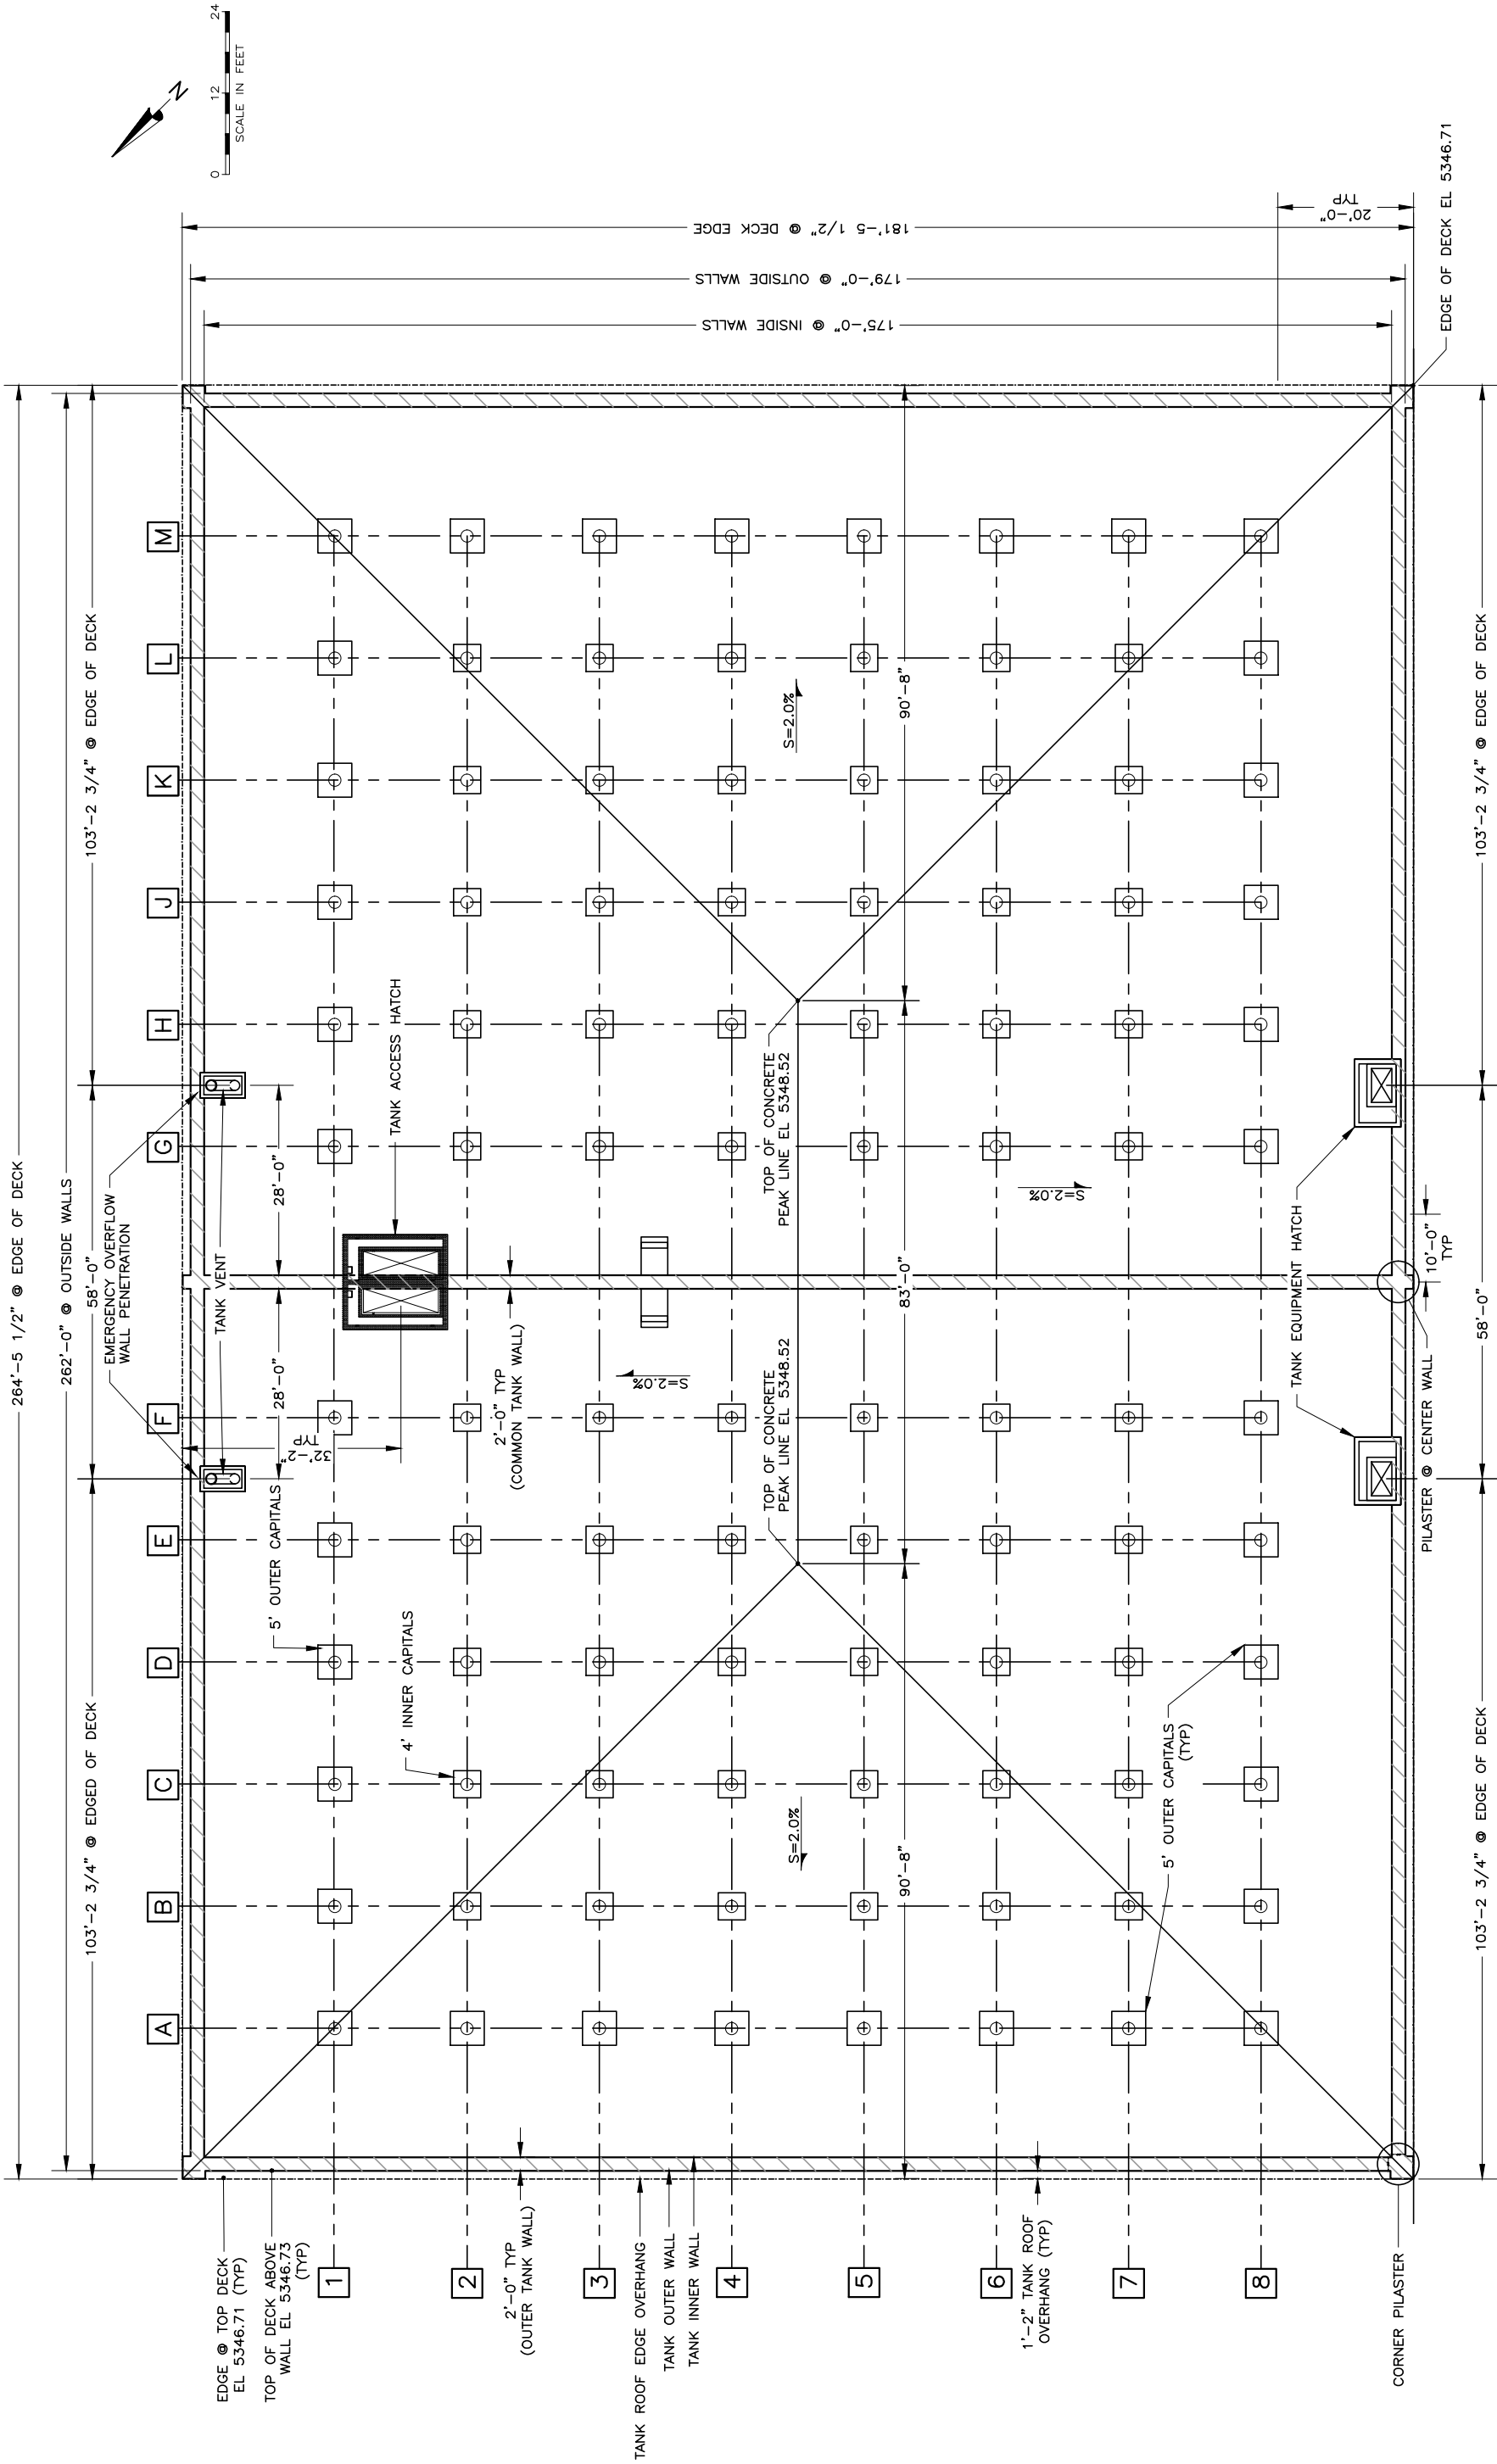 264'-5 1/2" @ EDGE OF DECK
262'-0" @ OUTSIDE WALLS
103'-2 3/4" @ EDGED OF DECK
58'-0"
103'-2 3/4" @ EDGE OF DECK
EMERGENCY OVERFLOW
WALL PENETRATION
TANK VENT
N
0
12
24
SCALE IN FEET
A
B
C
D
E
F
G
H
J
K
L
M
EDGE @ TOP DECK
EL 5346.71 (TYP)
TOP OF DECK ABOVE
WALL EL 5346.73
(TYP)
1
2
3
4
5
6
7
8
2'-0" TYP
(OUTER TANK WALL)
TANK ROOF EDGE OVERHANG
TANK OUTER WALL
TANK INNER WALL
1'-2" TANK ROOF
OVERHANG (TYP)
CORNER PILASTER
5' OUTER CAPITALS
4' INNER CAPITALS
28'-0"
28'-0"
32'-2"
TYP
TANK ACCESS HATCH
2'-0" TYP
(COMMON TANK WALL)
S=2.0%
S=2.0%
S=2.0%
S=2.0%
TOP OF CONCRETE
PEAK LINE EL 5348.52
TOP OF CONCRETE
PEAK LINE EL 5348.52
90'-8"
83'-0"
90'-8"
5' OUTER CAPITALS
(TYP)
TANK EQUIPMENT HATCH
PILASTER @ CENTER WALL
10'-0"
TYP
175'-0" @ INSIDE WALLS
179'-0" @ OUTSIDE WALLS
181'-5 1/2" @ DECK EDGE
20'-0"
TYP
EDGE OF DECK EL 5346.71
103'-2 3/4" @ EDGE OF DECK
58'-0"
103'-2 3/4" @ EDGE OF DECK